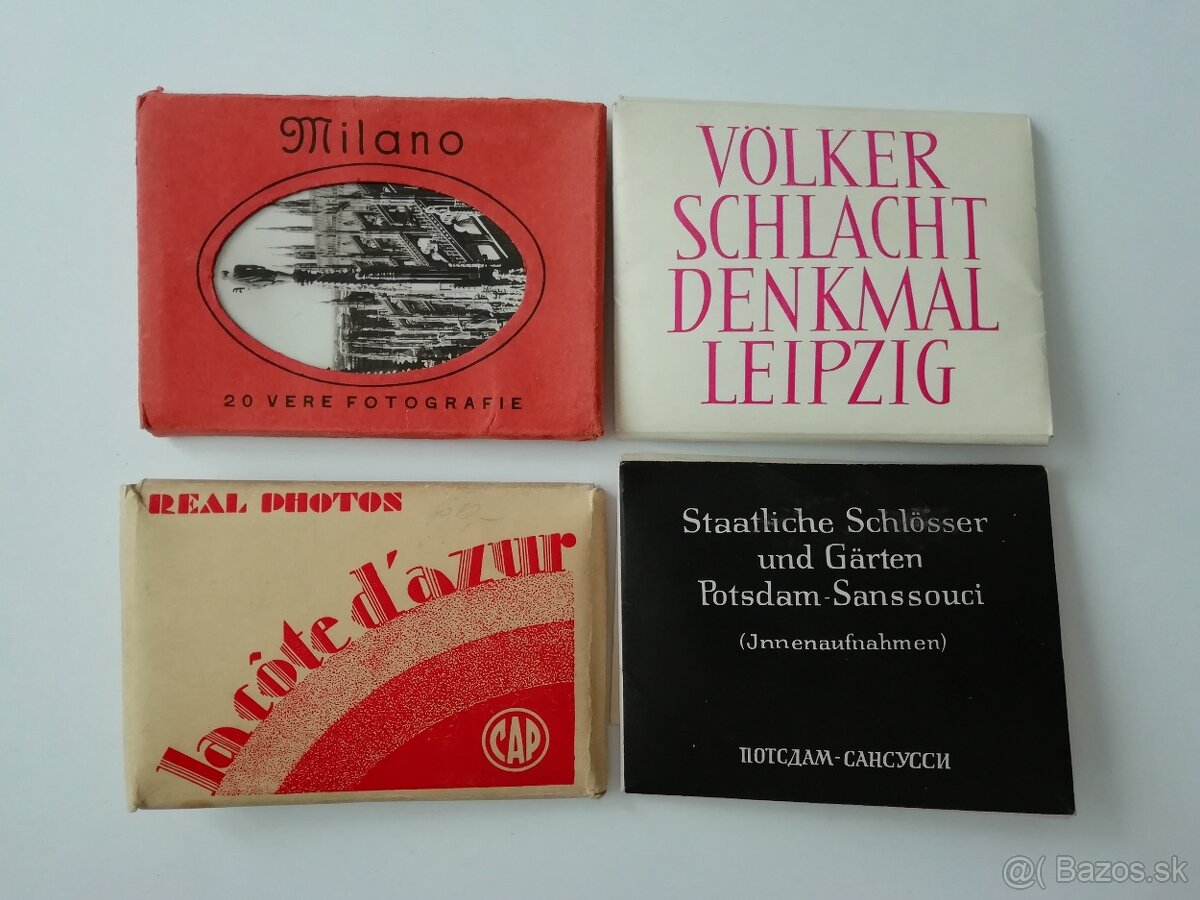 Milano
20 VERE FOTOGRAFIE
VÖLKER
SCHLACHT
DENKMAL
LEIPZIG
REAL PHOTOS
60,-
la côte d'azur
CAP
Staatliche Schlösser
und Gärten
Potsdam-Sanssouci
(Jnnenaufnahmen)
ПОТСДАМ-САНСУССИ
@( Bazos.sk